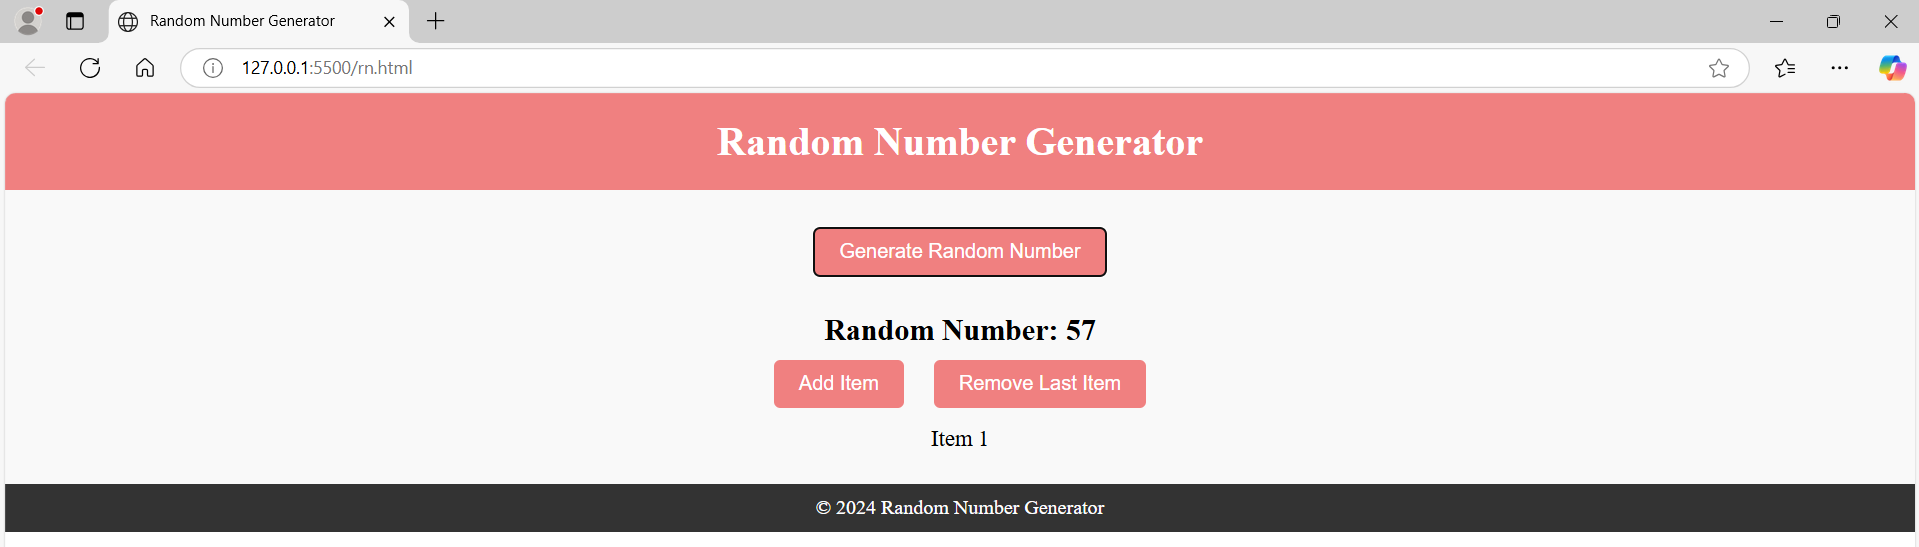 Random Number Generator
127.0.0.1:5500/rn.html
Random Number Generator
Generate Random Number
Random Number: 57
Add Item Remove Last Item
Item 1
© 2024 Random Number Generator